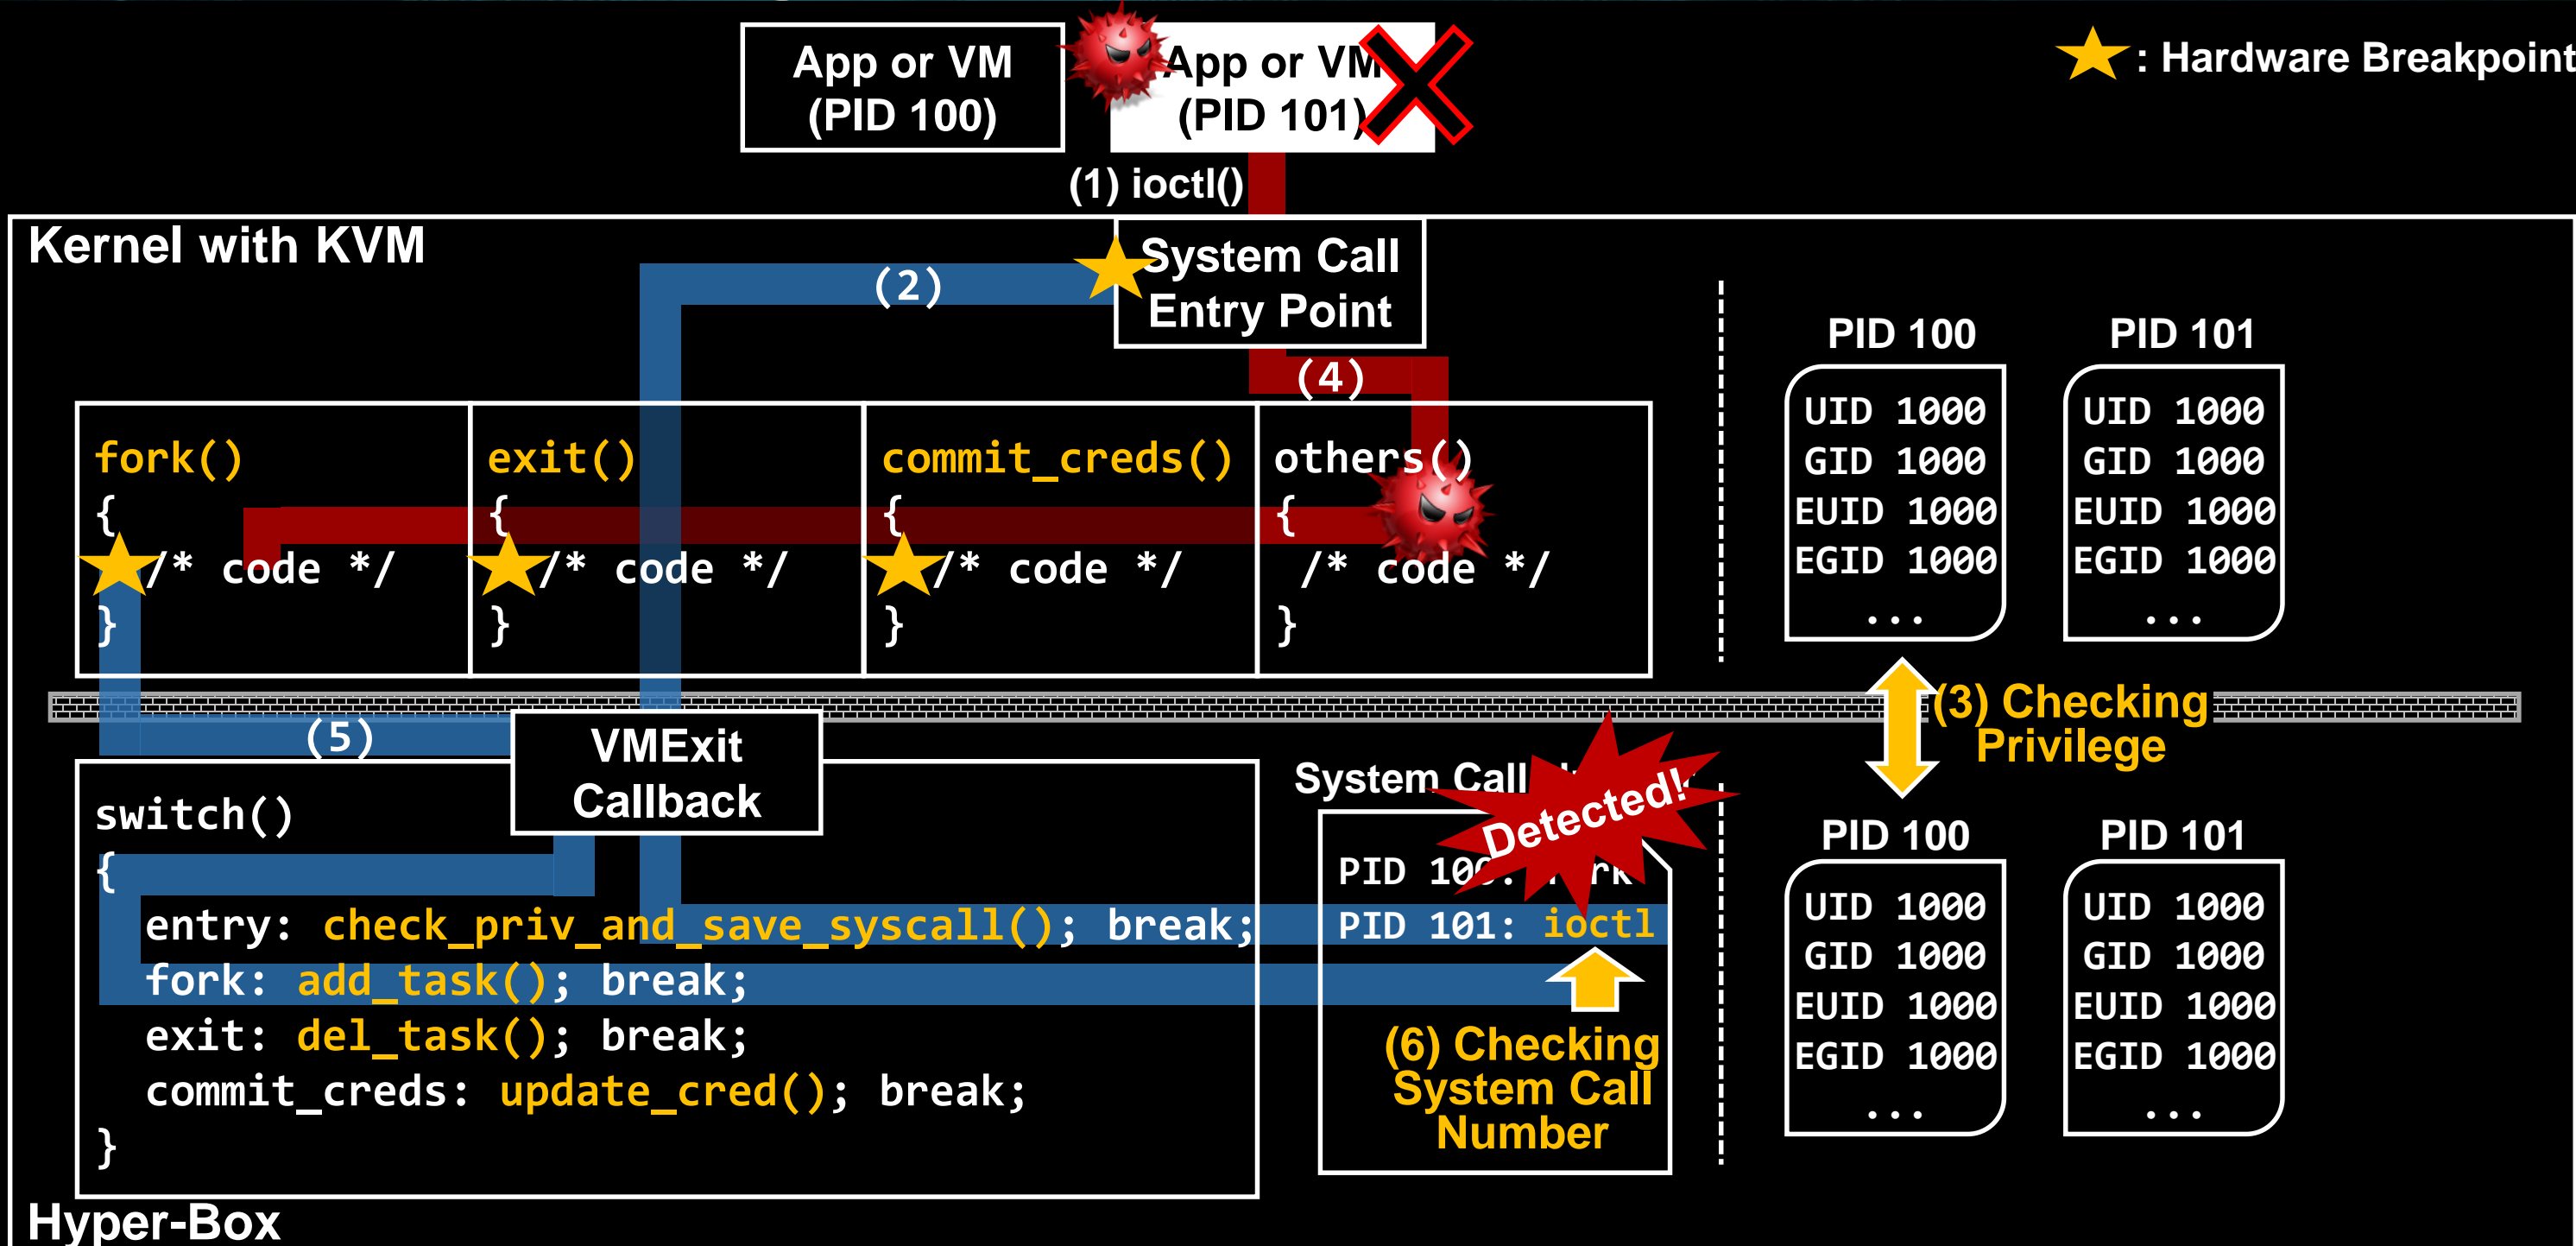 App or VM
(PID 100)
App or VM
(PID 101)
: Hardware Breakpoint
(1) ioctl()
Kernel with KVM
System Call
Entry Point
(2)
(4)
fork()
{
/* code */
}
exit()
{
/* code */
}
commit_creds()
{
/* code */
}
others()
{
/* code */
}
PID 100
UID 1000
GID 1000
EUID 1000
EGID 1000
...
PID 101
UID 1000
GID 1000
EUID 1000
EGID 1000
...
(3) Checking
Privilege
(5)
VMExit
Callback
switch()
{
entry: check_priv_and_save_syscall(); break;
fork: add_task(); break;
exit: del_task(); break;
commit_creds: update_cred(); break;
}
System Call
Detected!
PID 100:
PID 101: ioctl
(6) Checking
System Call
Number
PID 100
UID 1000
GID 1000
EUID 1000
EGID 1000
...
PID 101
UID 1000
GID 1000
EUID 1000
EGID 1000
...
Hyper-Box